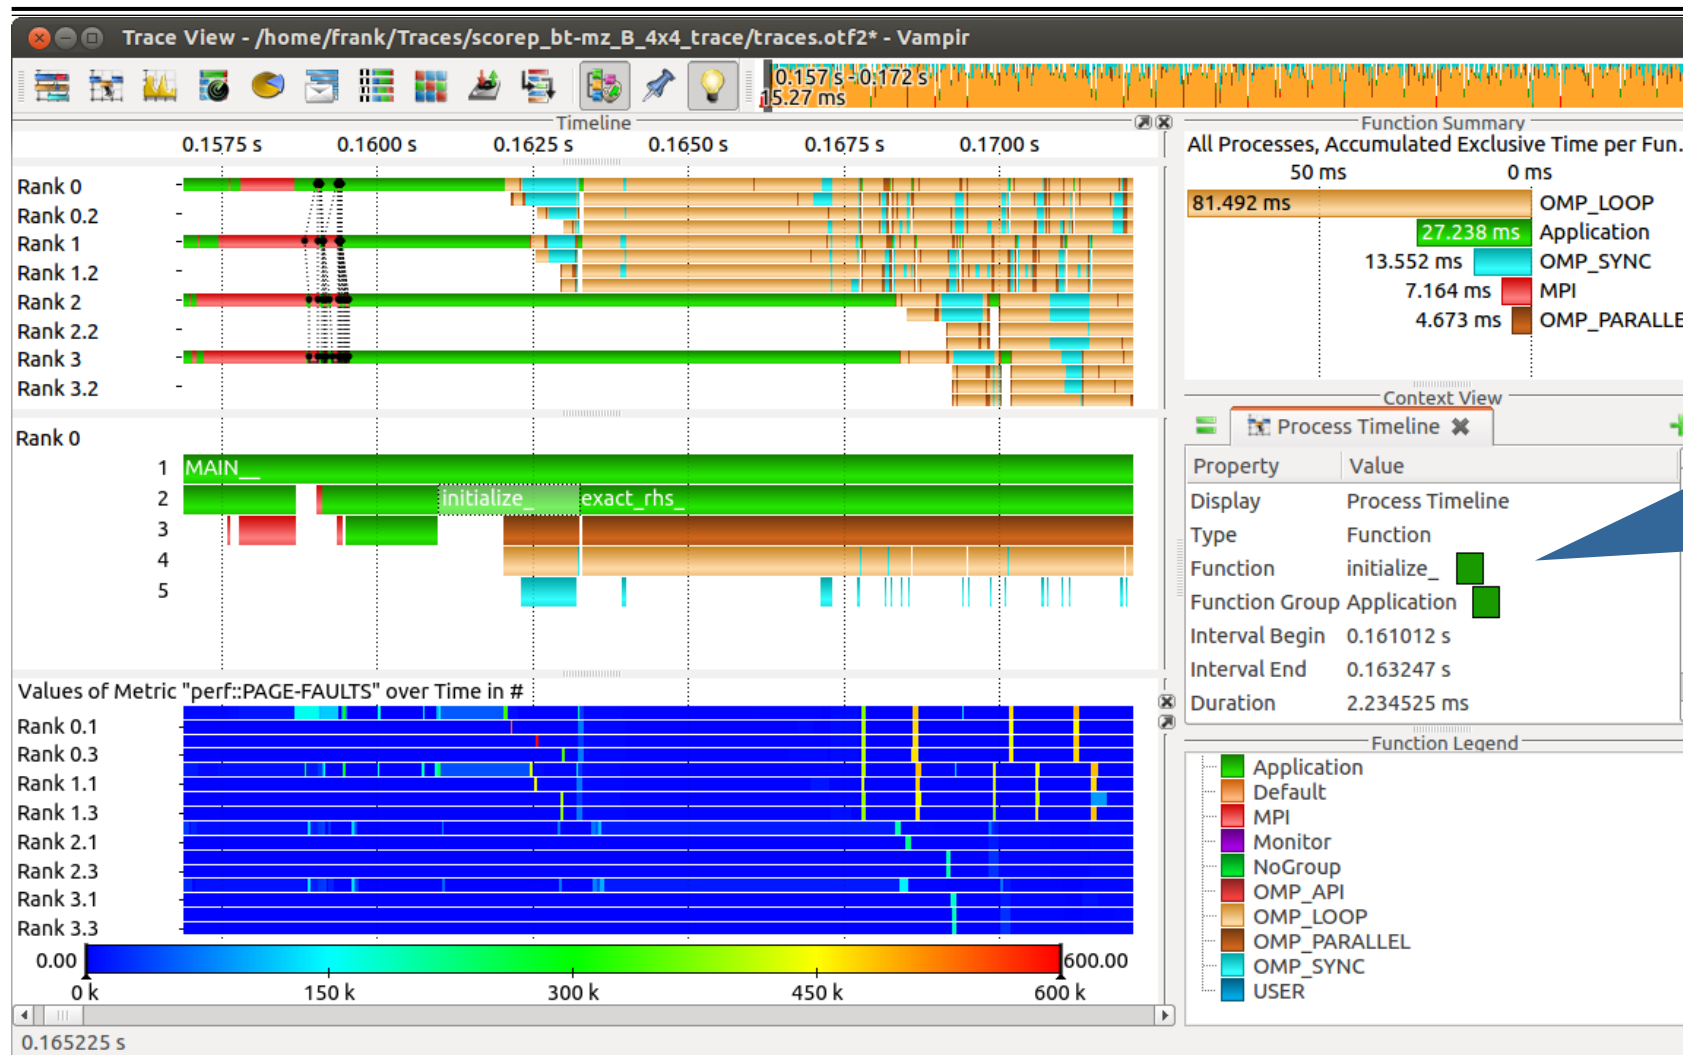 Trace View - /home/frank/Traces/scorep_bt-mz_B_4x4_trace/traces.otf2* - Vampir
0.157 s - 0.172 s
15.27 ms
Timeline
0.1575 s 0.1600 s 0.1625 s 0.1650 s 0.1675 s 0.1700 s
Rank 0
Rank 0.2
Rank 1
Rank 1.2
Rank 2
Rank 2.2
Rank 3
Rank 3.2
Rank 0
1 MAIN__
2 initialize_ exact_rhs_
3
4
5
Values of Metric "perf::PAGE-FAULTS" over Time in #
Rank 0.1
Rank 0.3
Rank 1.1
Rank 1.3
Rank 2.1
Rank 2.3
Rank 3.1
Rank 3.3
0.00 600.00
0 k 150 k 300 k 450 k 600 k
0.165225 s
Function Summary
All Processes, Accumulated Exclusive Time per Fun.
50 ms 0 ms
81.492 ms OMP_LOOP
27.238 ms Application
13.552 ms OMP_SYNC
7.164 ms MPI
4.673 ms OMP_PARALLE
Context View
Process Timeline
Property Value
Display Process Timeline
Type Function
Function initialize_
Function Group Application
Interval Begin 0.161012 s
Interval End 0.163247 s
Duration 2.234525 ms
Function Legend
Application
Default
MPI
Monitor
NoGroup
OMP_API
OMP_LOOP
OMP_PARALLEL
OMP_SYNC
USER